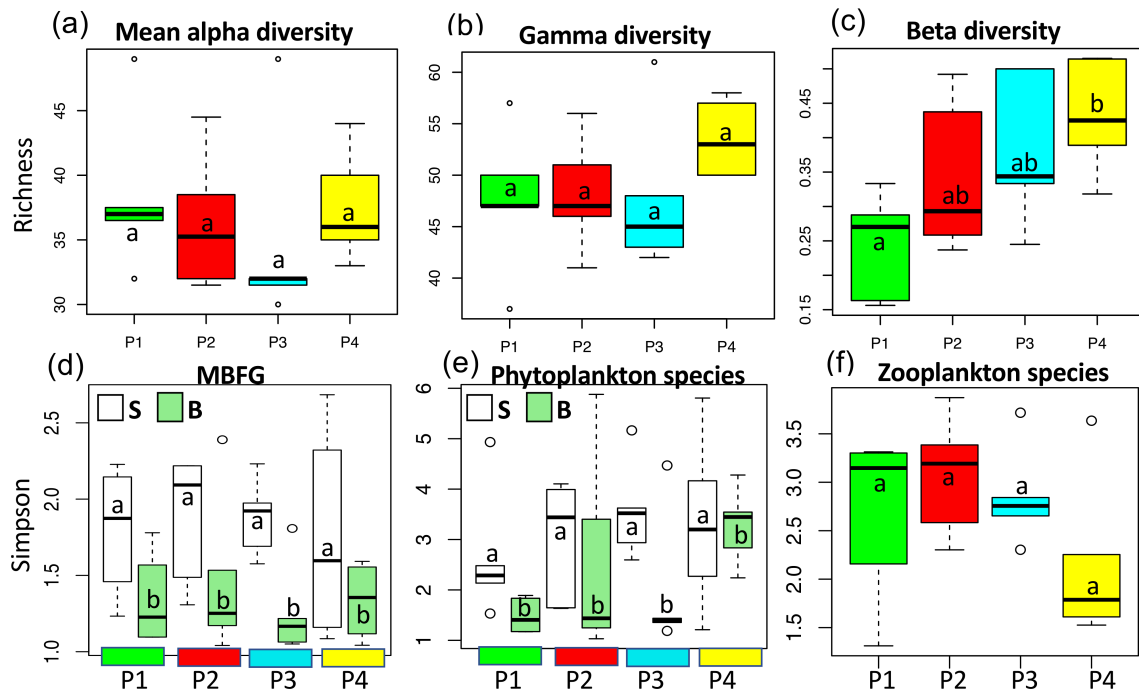 (a) Mean alpha diversity
Richness
45
40
35
30
a a a a
P1 P2 P3 P4
(b) Gamma diversity
60
55
50
45
40
a a a a
P1 P2 P3 P4
(c) Beta diversity
0.45
0.35
0.25
0.15
a ab ab b
P1 P2 P3 P4
(d) MBFG
S B
Simpson
2.5
2.0
1.5
1.0
a b a b a b a b
P1 P2 P3 P4
(e) Phytoplankton species
S B
6
5
4
3
2
1
a b a b a b a b
P1 P2 P3 P4
(f) Zooplankton species
3.5
3.0
2.5
2.0
1.5
a a a a
P1 P2 P3 P4